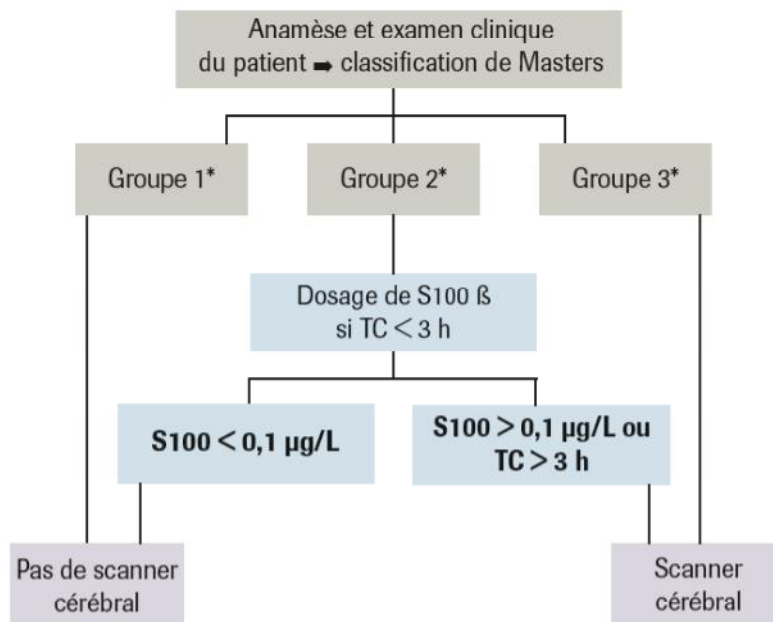 Anamèse et examen clinique
du patient ➡ classification de Masters
Groupe 1*
Groupe 2*
Groupe 3*
Dosage de S100 ß
si TC < 3 h
S100 < 0,1 µg/L
S100 > 0,1 µg/L ou
TC > 3 h
Pas de scanner
cérébral
Scanner
cérébral